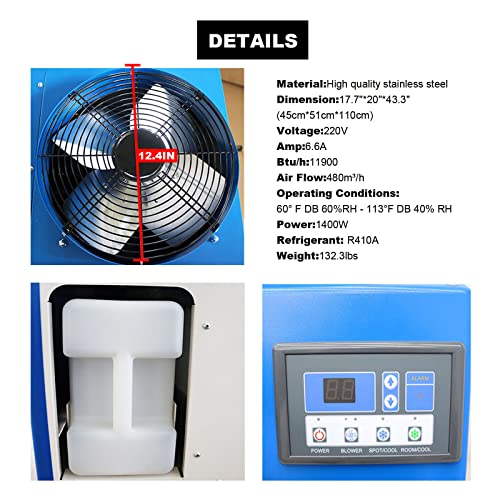 DETAILS
12.4IN
Material:High quality stainless steel
Dimension:17.7"*20"*43.3"
(45cm*51cm*110cm)
Voltage:220V
Amp:6.6A
Btu/h:11900
Air Flow:480m³/h
Operating Conditions:
60° F DB 60%RH - 113°F DB 40% RH
Power:1400W
Refrigerant: R410A
Weight:132.3lbs
ALARM
POWER BLOWER SPOT/COOL ROOM/COOL